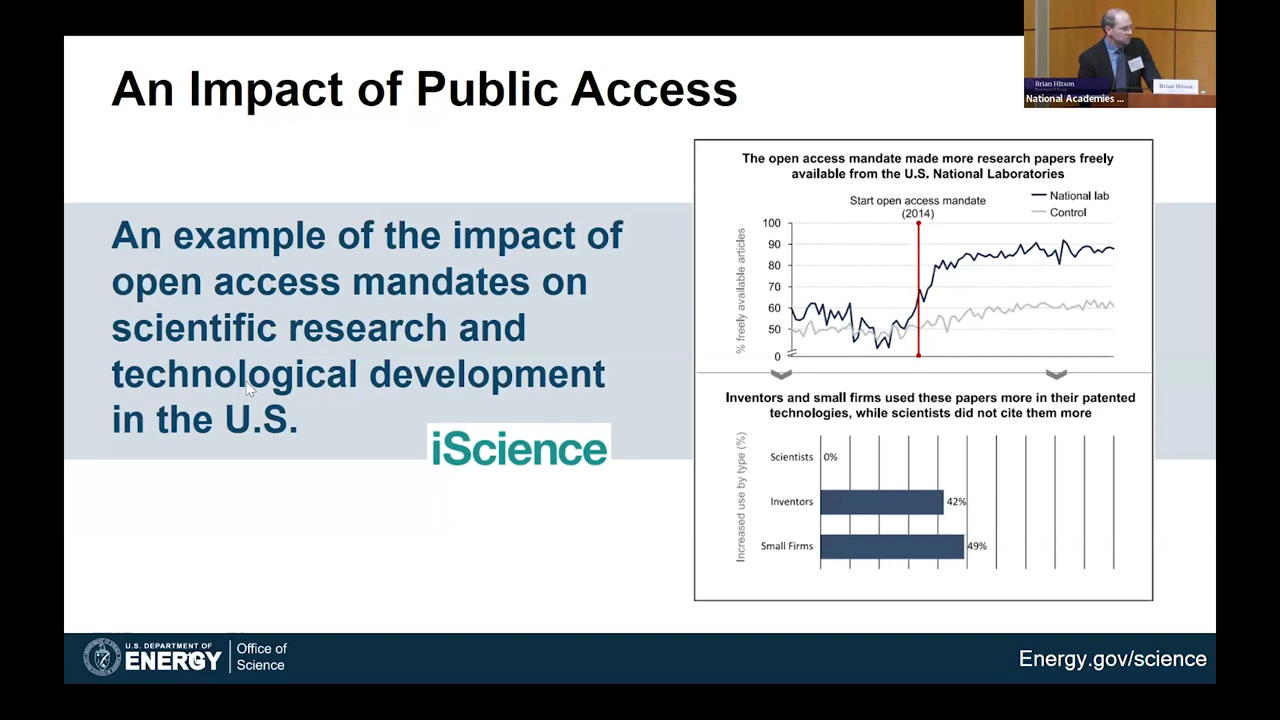 An Impact of Public Access
Brian Hitson
Brian Hitson
National Academies ...
An example of the impact of
open access mandates on
scientific research and
technological development
in the U.S.
iScience
The open access mandate made more research papers freely
available from the U.S. National Laboratories
Start open access mandate
(2014)
National lab
Control
% freely available articles
100
90
80
70
60
50
0
Inventors and small firms used these papers more in their patented
technologies, while scientists did not cite them more
Increased use by type (%)
Scientists 0%
Inventors 42%
Small Firms 49%
U.S. DEPARTMENT OF
ENERGY
Office of
Science
Energy.gov/science